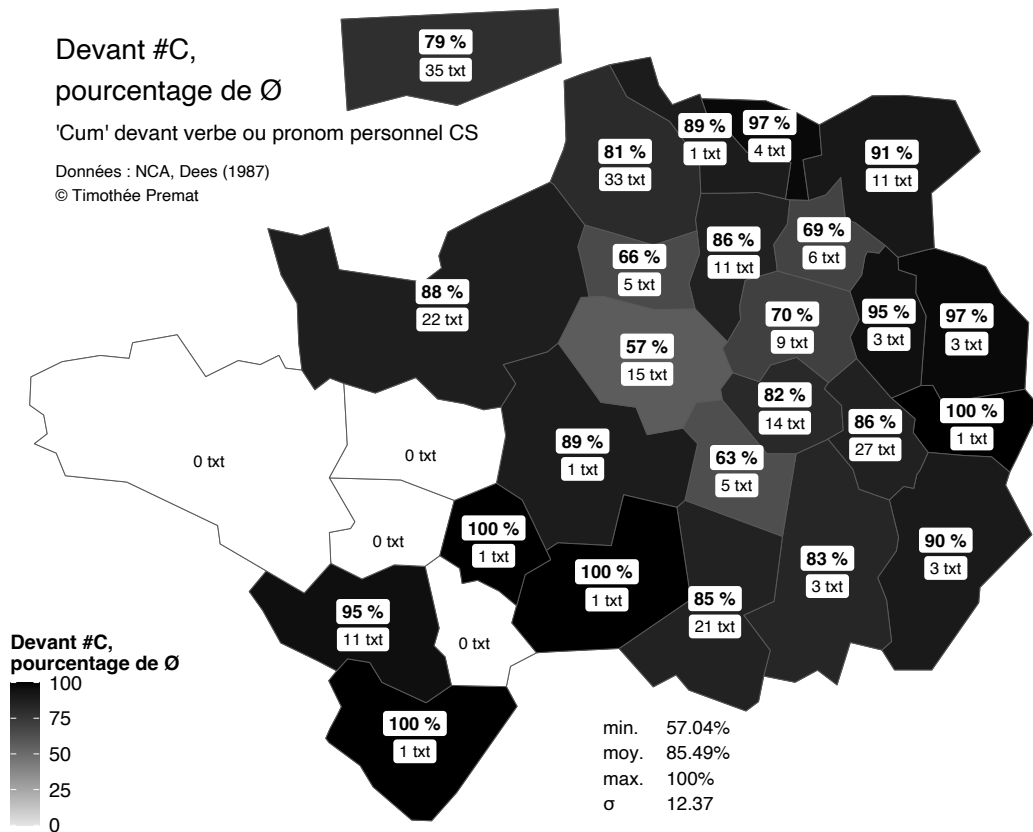 Devant #C,
pourcentage de Ø
'Cum' devant verbe ou pronom personnel CS
Données : NCA, Dees (1987)
© Timothée Premat
79 %
35 txt
81 %
33 txt
89 %
1 txt
97 %
4 txt
91 %
11 txt
66 %
5 txt
86 %
11 txt
69 %
6 txt
88 %
22 txt
57 %
15 txt
70 %
9 txt
95 %
3 txt
97 %
3 txt
82 %
14 txt
86 %
27 txt
100 %
1 txt
0 txt
0 txt
89 %
1 txt
63 %
5 txt
0 txt
100 %
1 txt
100 %
1 txt
83 %
3 txt
90 %
3 txt
95 %
11 txt
0 txt
85 %
21 txt
100 %
1 txt
Devant #C,
pourcentage de Ø
100
75
50
25
0
min. 57.04%
moy. 85.49%
max. 100%
σ 12.37